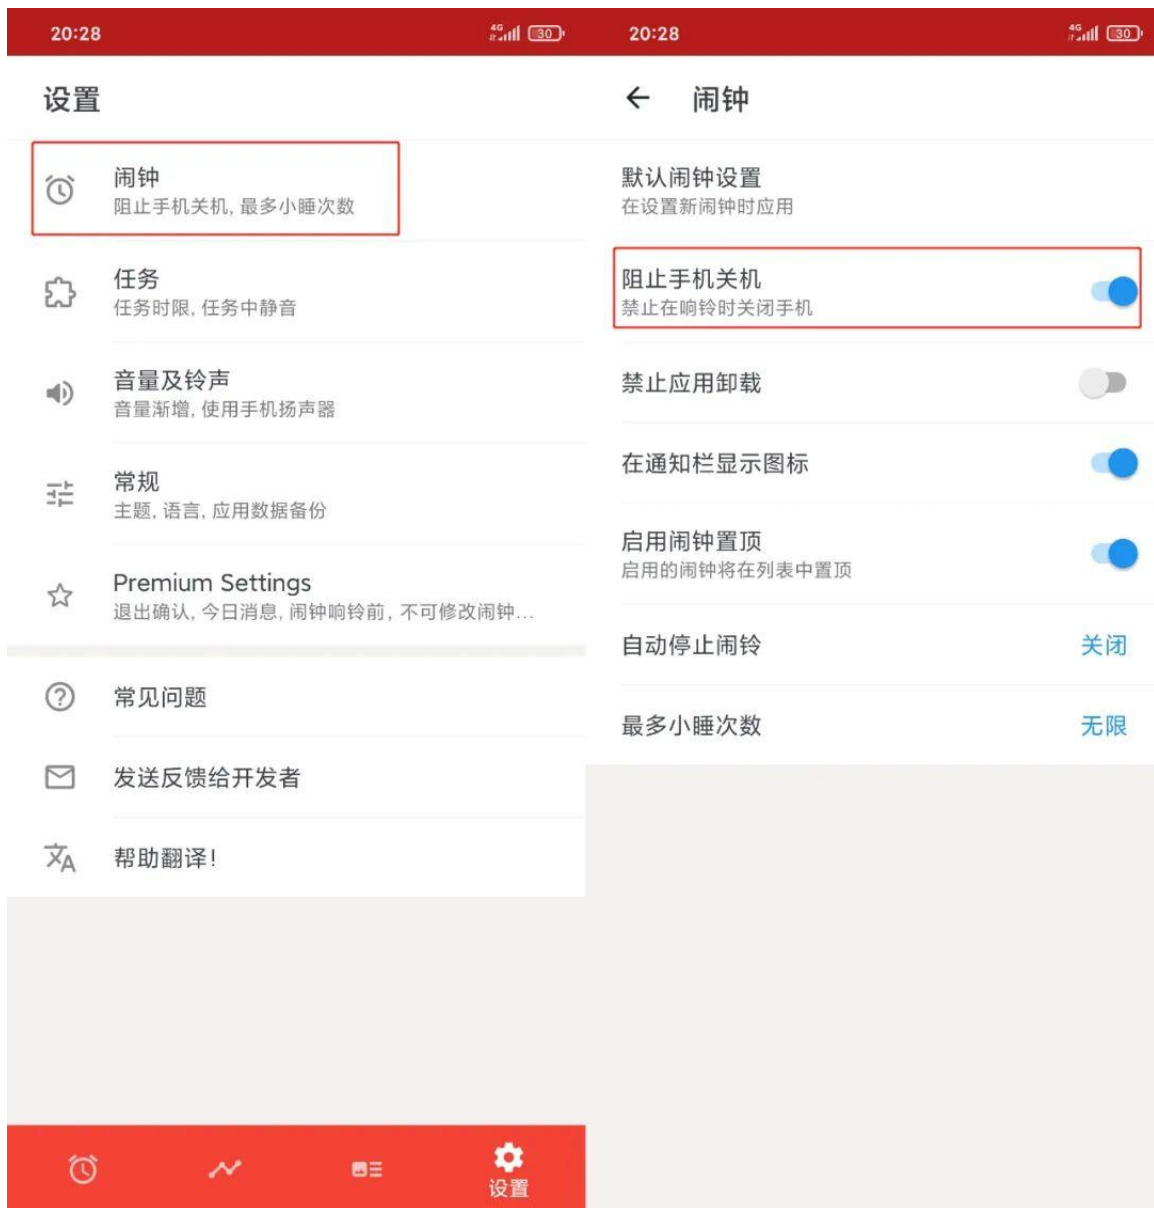 20:28
4G
30
设置
闹钟
阻止手机关机, 最多小睡次数
任务
任务时限, 任务中静音
音量及铃声
音量渐增, 使用手机扬声器
常规
主题, 语言, 应用数据备份
Premium Settings
退出确认, 今日消息, 闹钟响铃前, 不可修改闹钟...
常见问题
发送反馈给开发者
帮助翻译!
设置
20:28
4G
30
闹钟
默认闹钟设置
在设置新闹钟时应用
阻止手机关机
禁止在响铃时关闭手机
禁止应用卸载
在通知栏显示图标
启用闹钟置顶
启用的闹钟将在列表中置顶
自动停止闹铃 关闭
最多小睡次数 无限